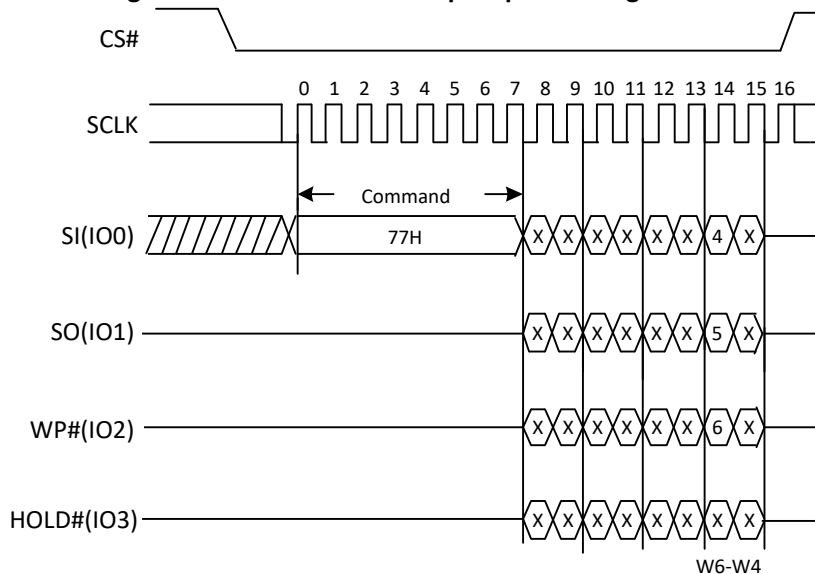 CS#
0 1 2 3 4 5 6 7 8 9 10 11 12 13 14 15 16
SCLK
Command
SI(IO0) 77H X X X X X X 4 X
SO(IO1) X X X X X X 5 X
WP#(IO2) X X X X X X 6 X
HOLD#(IO3) X X X X X X X X
W6-W4